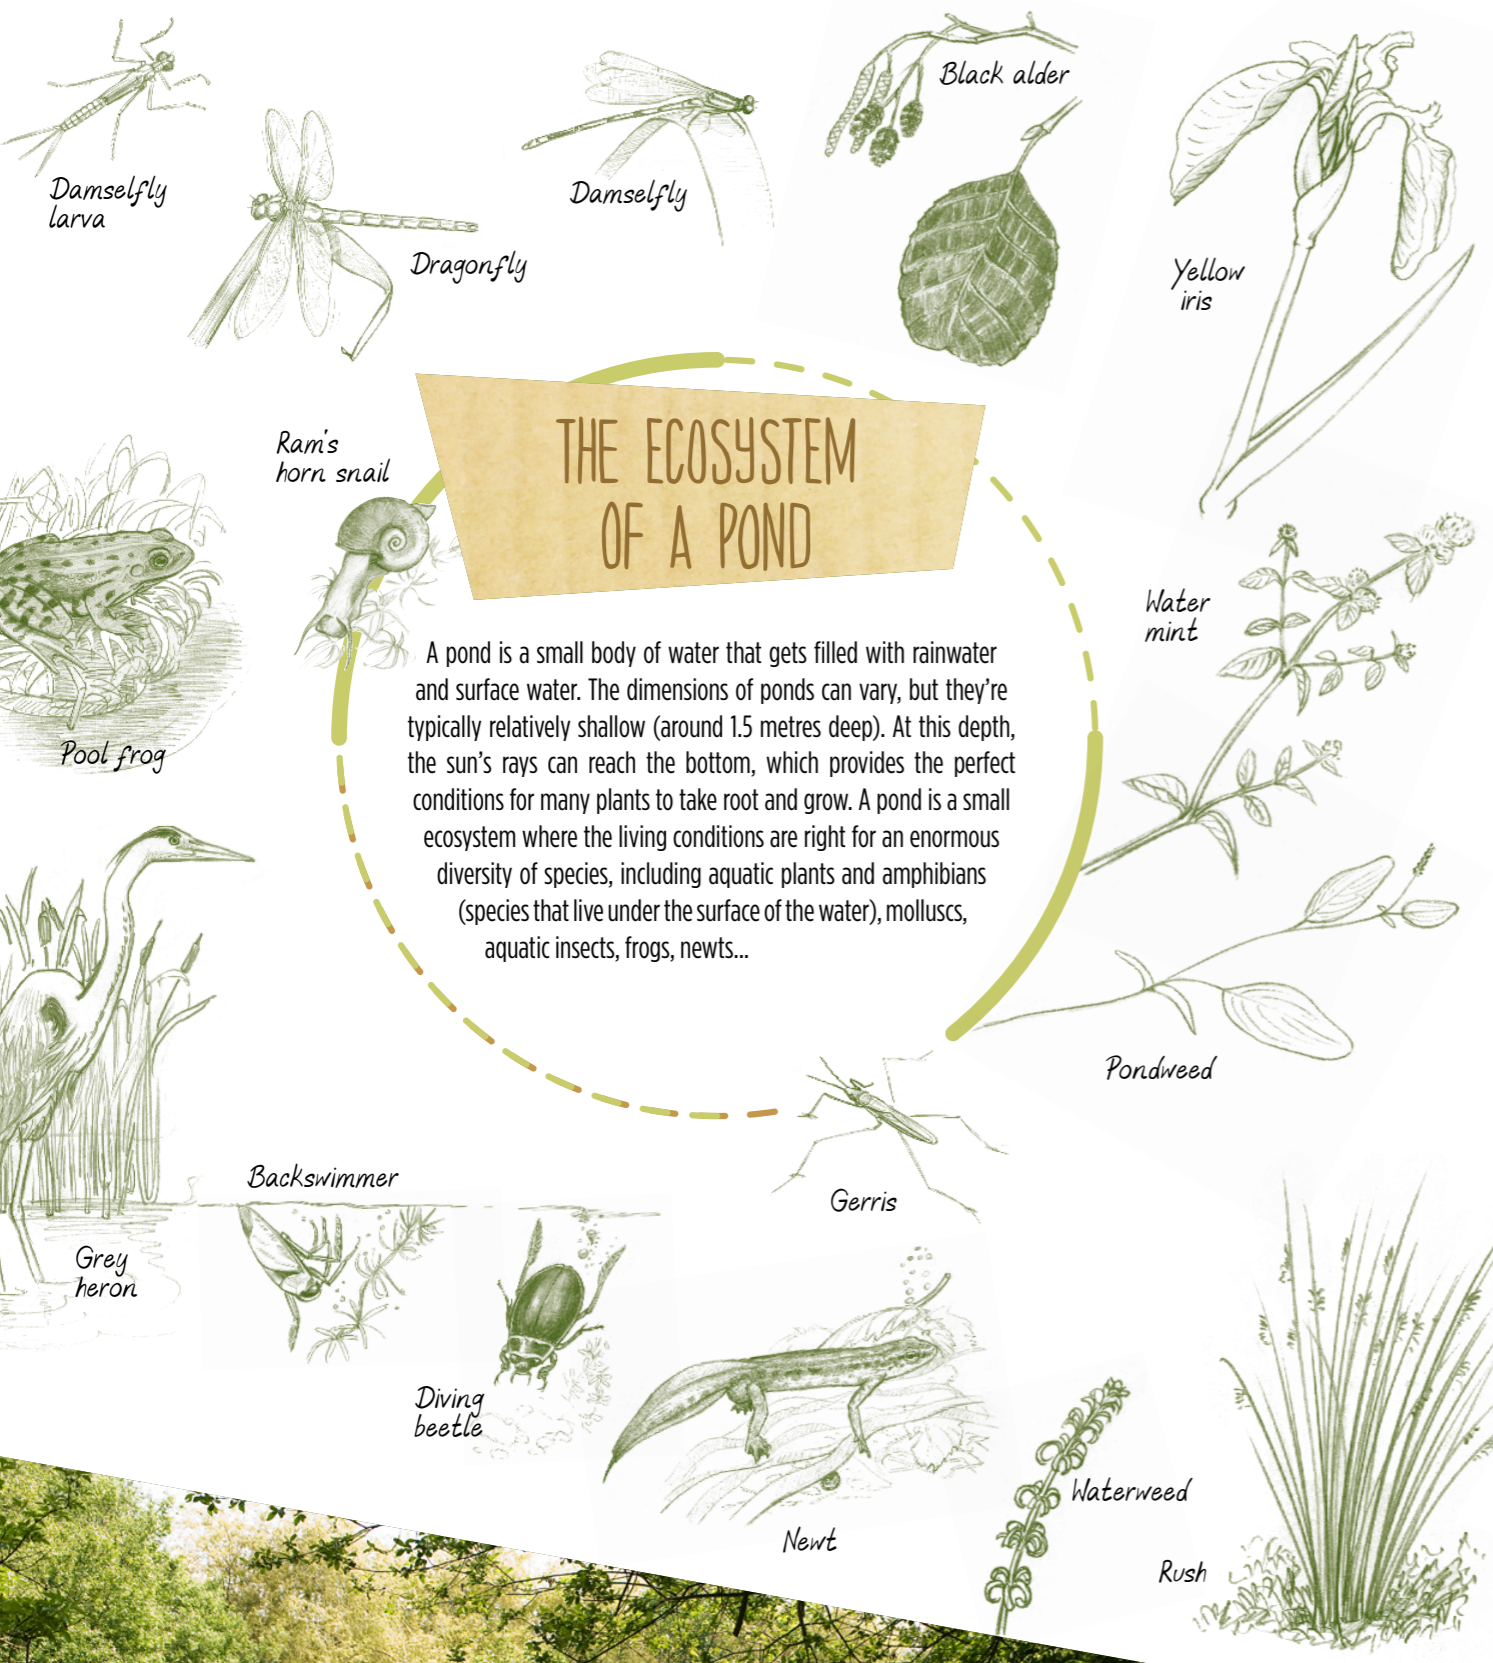 Black alder
Damselfly
larva
Damselfly
Dragonfly
Yellow
iris
THE ECOSYSTEM
OF A POND
Ram's
horn snail
Water
mint
A pond is a small body of water that gets filled with rainwater
and surface water. The dimensions of ponds can vary, but they’re
typically relatively shallow (around 1.5 metres deep). At this depth,
the sun’s rays can reach the bottom, which provides the perfect
conditions for many plants to take root and grow. A pond is a small
ecosystem where the living conditions are right for an enormous
diversity of species, including aquatic plants and amphibians
(species that live under the surface of the water), molluscs,
aquatic insects, frogs, newts...
Pool frog
Pondweed
Backswimmer
Gerris
Grey
heron
Diving
beetle
Waterweed
Newt
Rush